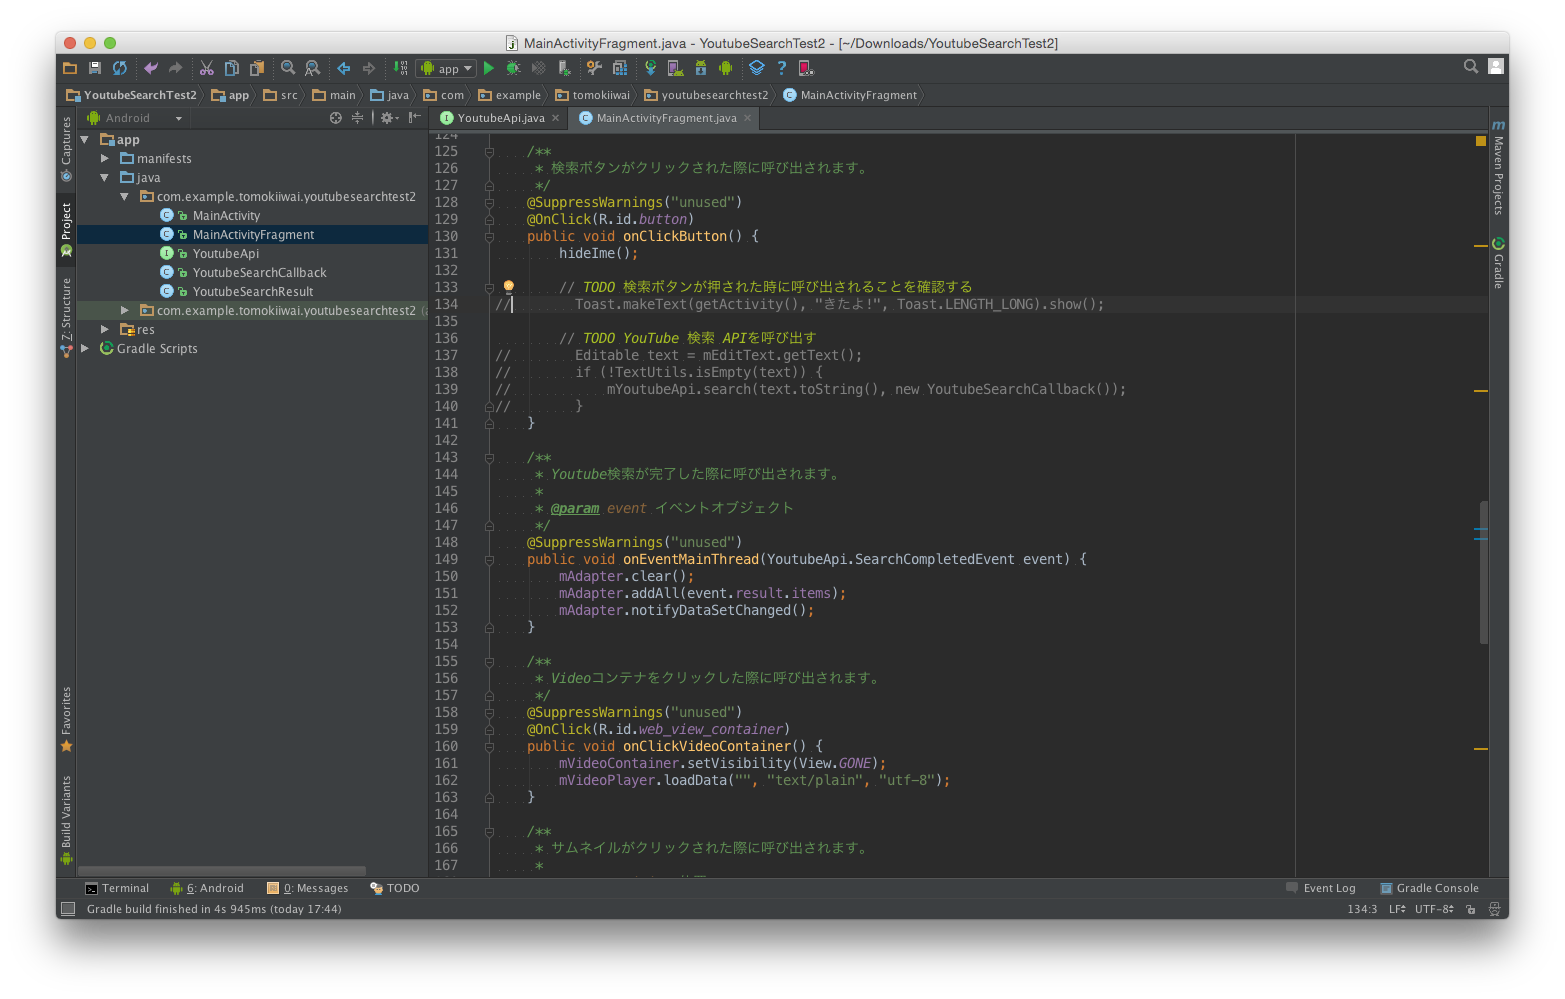 MainActivityFragment.java - YoutubeSearchTest2 - [~/Downloads/YoutubeSearchTest2]
app
YoutubeSearchTest2 app src main java com example tomokiiwai youtubesearchtest2 MainActivityFragment
Android
YoutubeApi.java MainActivityFragment.java
Captures
Project
Z: Structure
Favorites
Build Variants
app
manifests
java
com.example.tomokiiwai.youtubesearchtest2
MainActivity
MainActivityFragment
YoutubeApi
YoutubeSearchCallback
YoutubeSearchResult
com.example.tomokiiwai.youtubesearchtest2
res
Gradle Scripts
124
125 /**
126 * 検索ボタンがクリックされた際に呼び出されます。
127 */
128 @SuppressWarnings("unused")
129 @OnClick(R.id.button)
130 public void onClickButton() {
131 hideIme();
132
133 // TODO 検索ボタンが押された時に呼び出されることを確認する
134 // Toast.makeText(getActivity(), "きたよ!", Toast.LENGTH_LONG).show();
135
136 // TODO YouTube 検索 APIを呼び出す
137 // Editable text = mEditText.getText();
138 // if (!TextUtils.isEmpty(text)) {
139 // mYoutubeApi.search(text.toString(), new YoutubeSearchCallback());
140 // }
141 }
142
143 /**
144 * Youtube検索が完了した際に呼び出されます。
145 *
146 * @param event イベントオブジェクト
147 */
148 @SuppressWarnings("unused")
149 public void onEventMainThread(YoutubeApi.SearchCompletedEvent event) {
150 mAdapter.clear();
151 mAdapter.addAll(event.result.items);
152 mAdapter.notifyDataSetChanged();
153 }
154
155 /**
156 * Videoコンテナをクリックした際に呼び出されます。
157 */
158 @SuppressWarnings("unused")
159 @OnClick(R.id.web_view_container)
160 public void onClickVideoContainer() {
161 mVideoContainer.setVisibility(View.GONE);
162 mVideoPlayer.loadData("", "text/plain", "utf-8");
163 }
164
165 /**
166 * サムネイルがクリックされた際に呼び出されます。
167 *
Maven Projects
Gradle
Terminal 6: Android 0: Messages TODO Event Log Gradle Console
Gradle build finished in 4s 945ms (today 17:44) 134:3 LF UTF-8